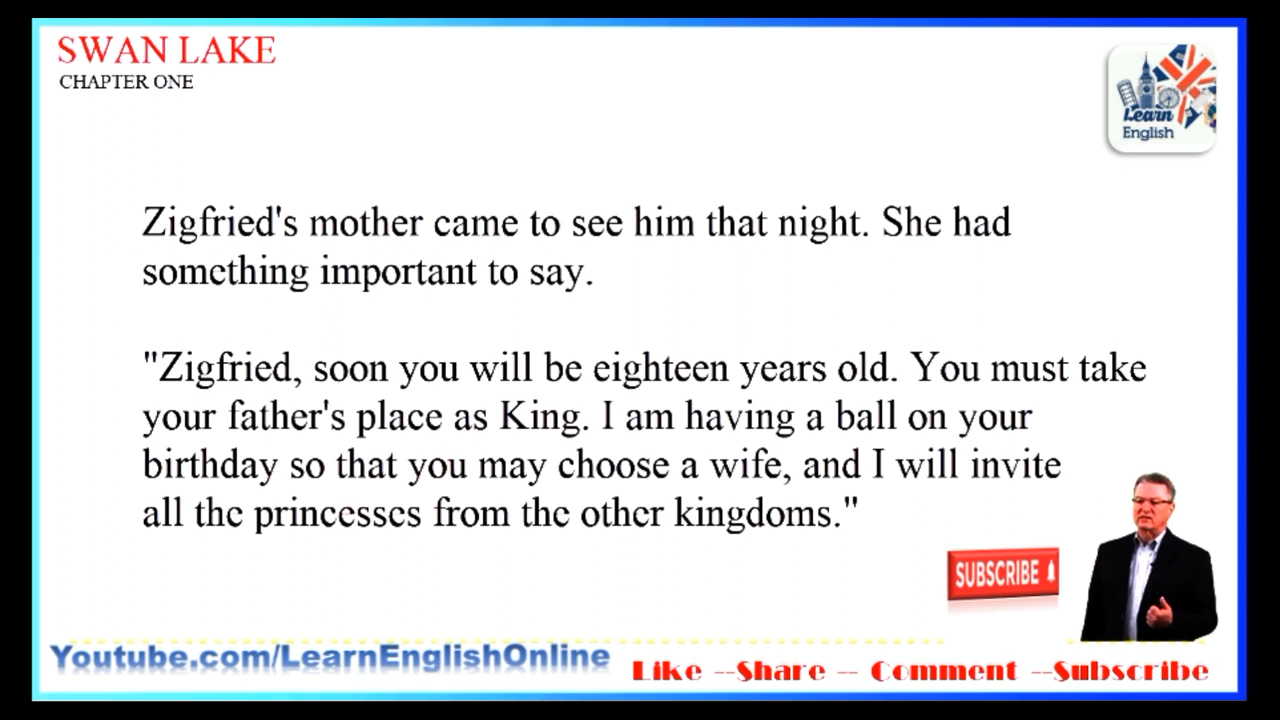 SWAN LAKE
CHAPTER ONE
Learn
English
Zigfried's mother came to see him that night. She had
something important to say.
"Zigfried, soon you will be eighteen years old. You must take
your father's place as King. I am having a ball on your
birthday so that you may choose a wife, and I will invite
all the princesses from the other kingdoms."
SUBSCRIBE
Youtube.com/LearnEnglishOnline
Like --Share -- Comment --Subscribe